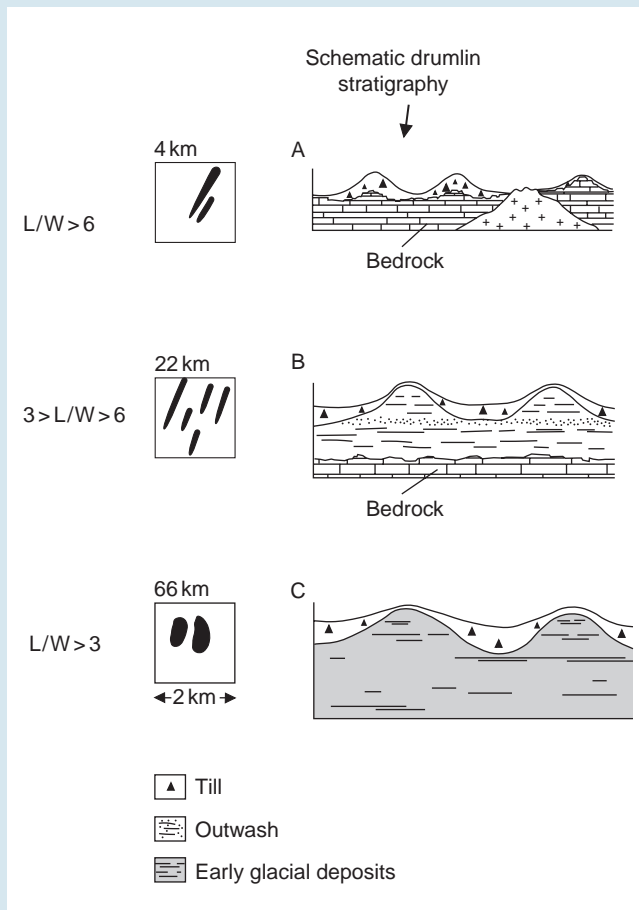 Schematic drumlin
stratigraphy
4 km
A
L/W > 6
Bedrock
22 km
B
3 > L/W > 6
Bedrock
66 km
C
L/W > 3
2 km
Till
Outwash
Early glacial deposits